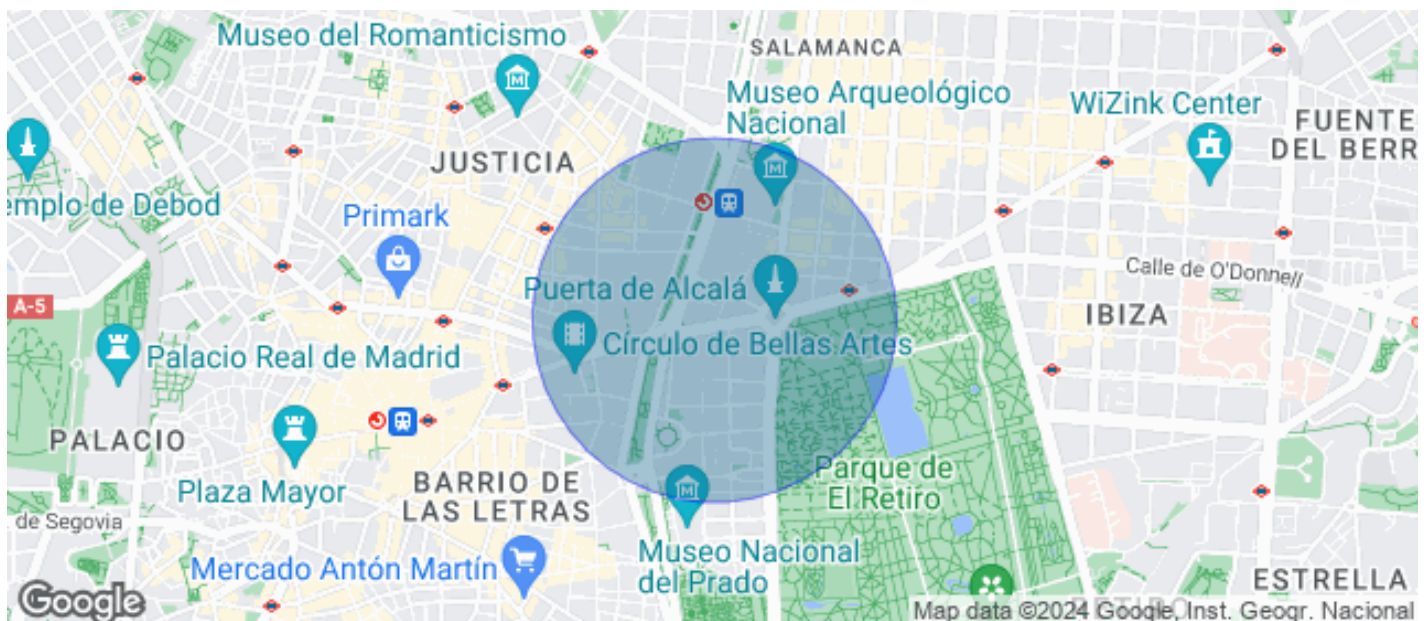 Museo del Romanticismo
SALAMANCA
Museo Arqueológico
Nacional
WiZink Center
FUENTE
DEL BERR
JUSTICIA
emplo de Debod
Primark
Calle de O'Donnell
A-5
Puerta de Alcalá
IBIZA
Palacio Real de Madrid
Círculo de Bellas Artes
PALACIO
Plaza Mayor
BARRIO DE
LAS LETRAS
Parque de
El Retiro
de Segovia
Mercado Antón Martín
Museo Nacional
del Prado
ESTRELLA
Google
Map data ©2024 Google, Inst. Geogr. Nacional